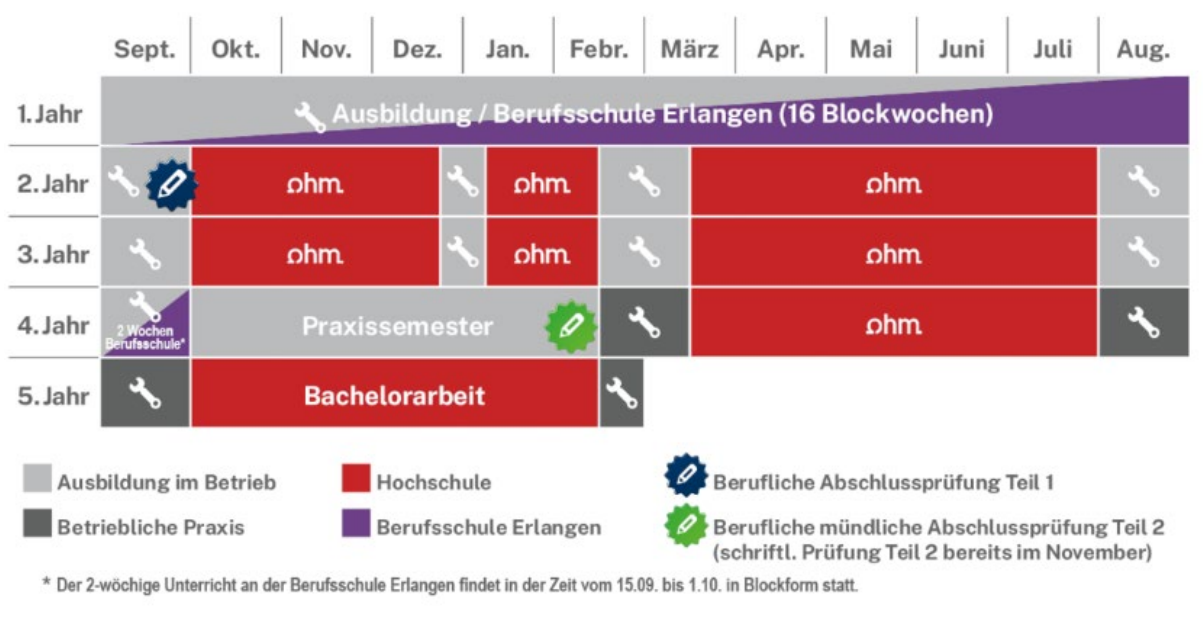 Sept. Okt. Nov. Dez. Jan. Febr. März Apr. Mai Juni Juli Aug.
1. Jahr Ausbildung / Berufsschule Erlangen (16 Blockwochen)
2. Jahr ohm ohm ohm
3. Jahr ohm ohm ohm
4. Jahr 2 Wochen Berufsschule* Praxissemester ohm
5. Jahr Bachelorarbeit
Ausbildung im Betrieb
Betriebliche Praxis
Hochschule
Berufsschule Erlangen
Berufliche Abschlussprüfung Teil 1
Berufliche mündliche Abschlussprüfung Teil 2
(schriftl. Prüfung Teil 2 bereits im November)
* Der 2-wöchige Unterricht an der Berufsschule Erlangen findet in der Zeit vom 15.09. bis 1.10. in Blockform statt.